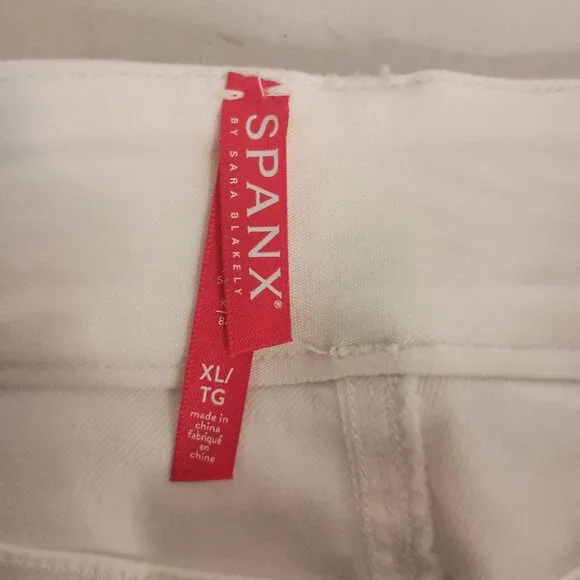 SPANX®
BY SARA BLAKELY
XL/
TG
made in
china
fabriqué
en
chine